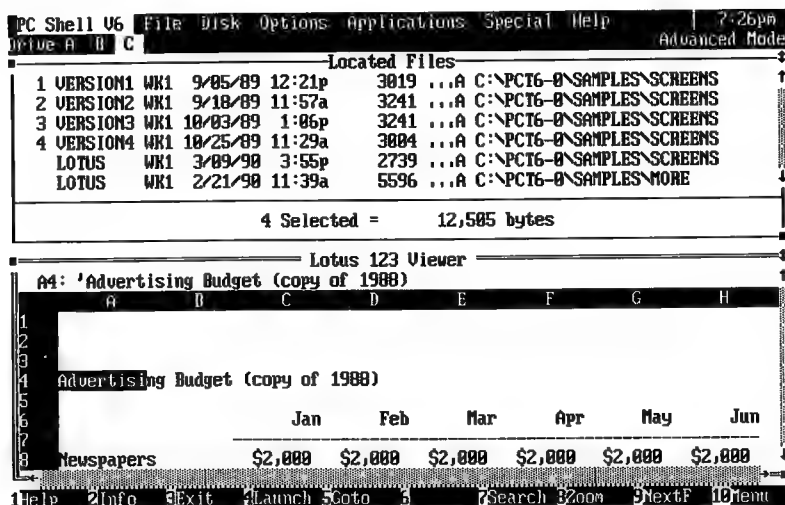 PC Shell V6 File Disk Options Applications Special Help 7:26pm
Drive A B C Advanced Mode
Located Files
1 VERSION1 WK1 9/05/89 12:21p 3019 ...A C:\PCT6-0\SAMPLES\SCREENS
2 VERSION2 WK1 9/18/89 11:57a 3241 ...A C:\PCT6-0\SAMPLES\SCREENS
3 VERSION3 WK1 10/03/89 1:06p 3241 ...A C:\PCT6-0\SAMPLES\SCREENS
4 VERSION4 WK1 10/25/89 11:29a 3004 ...A C:\PCT6-0\SAMPLES\SCREENS
LOTUS WK1 3/09/90 3:55p 2739 ...A C:\PCT6-0\SAMPLES\SCREENS
LOTUS WK1 2/21/90 11:39a 5596 ...A C:\PCT6-0\SAMPLES\MORE
4 Selected = 12,505 bytes
Lotus 123 Viewer
A4: 'Advertising Budget (copy of 1988)
A B C D E F G H
1
2
3
4 Advertising Budget (copy of 1988)
5
6 Jan Feb Mar Apr May Jun
7
8 Newspapers $2,000 $2,000 $2,000 $2,000 $2,000 $2,000
1Help 2Info 3Exit 4Launch 5Goto 6 7Search 8Zoom 9NextF 10Menu